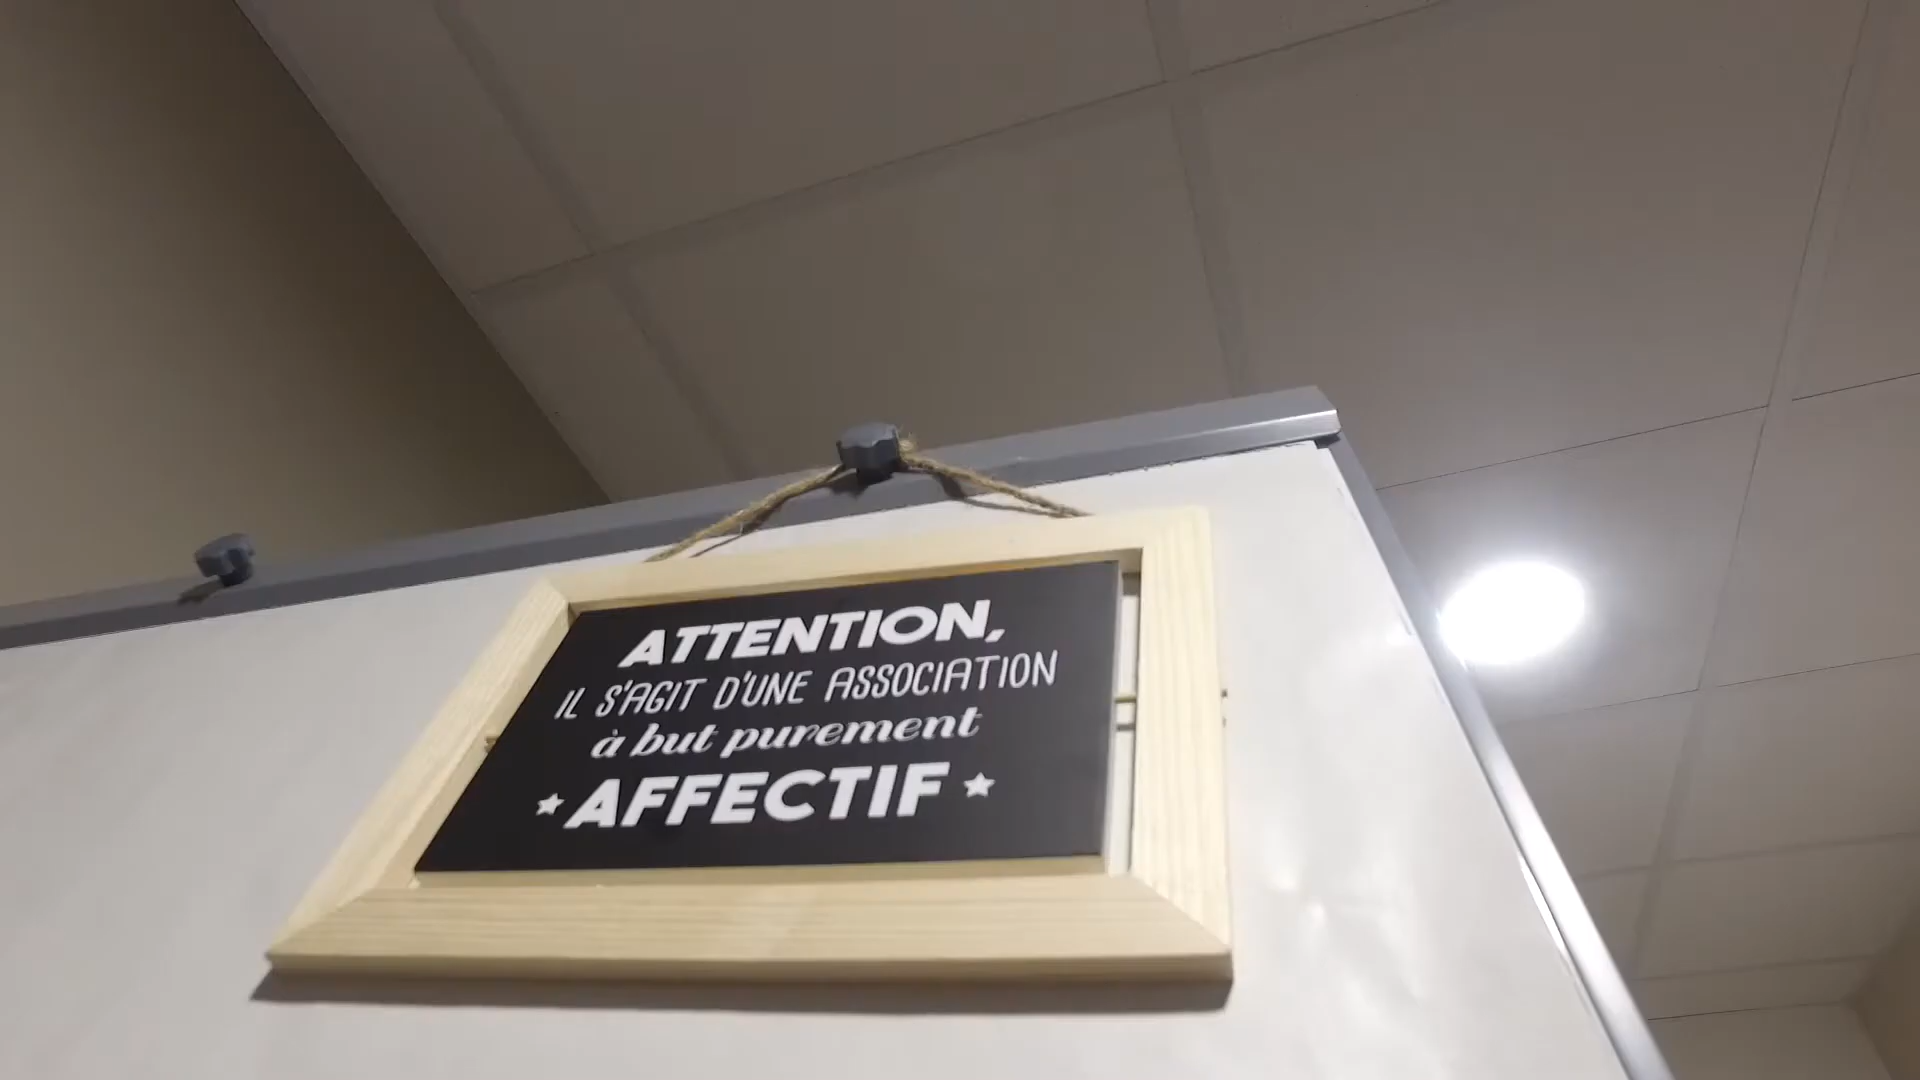 ATTENTION,
IL S'AGIT D'UNE ASSOCIATION
à but purement
★ AFFECTIF ★